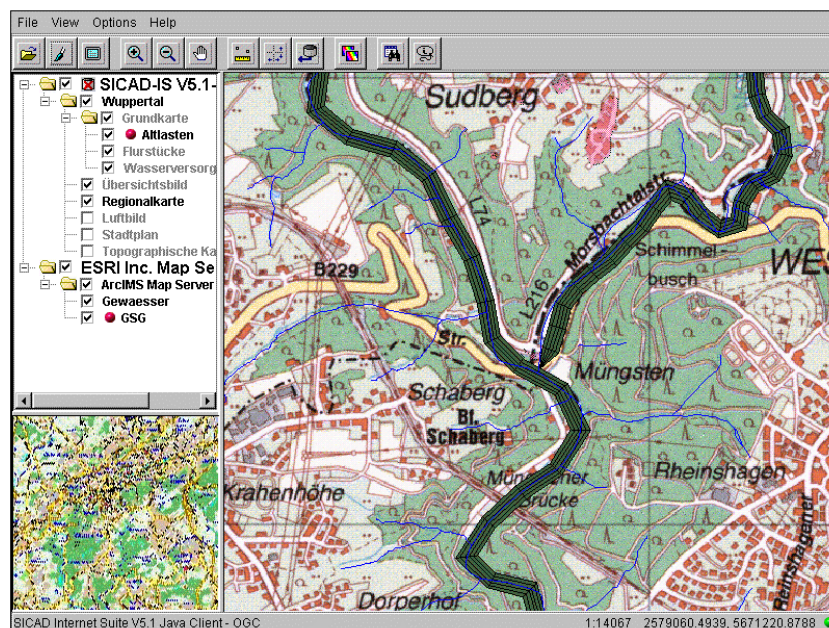 File View Options Help
SICAD-IS V5.1-
Wuppertal
Grundkarte
Altlasten
Flurstücke
Wasserversorg
Übersichtsbild
Regionalkarte
Luftbild
Stadtplan
Topographische Ka
ESRI Inc. Map Se
ArcIMS Map Server
Gewaesser
GSG
Sudberg
L74
Morsbachtalstr.
Schimmel
busch
WES
B229
L216
Str.
Müngsten
Schaberg
Bf.
Schaberg
Rheinshagen
Krahenhöhe
Brücke
Reinshagener
Dorperhof
SICAD Internet Suite V5.1 Java Client - OGC
1:14067 2579060.4939, 5671220.8788